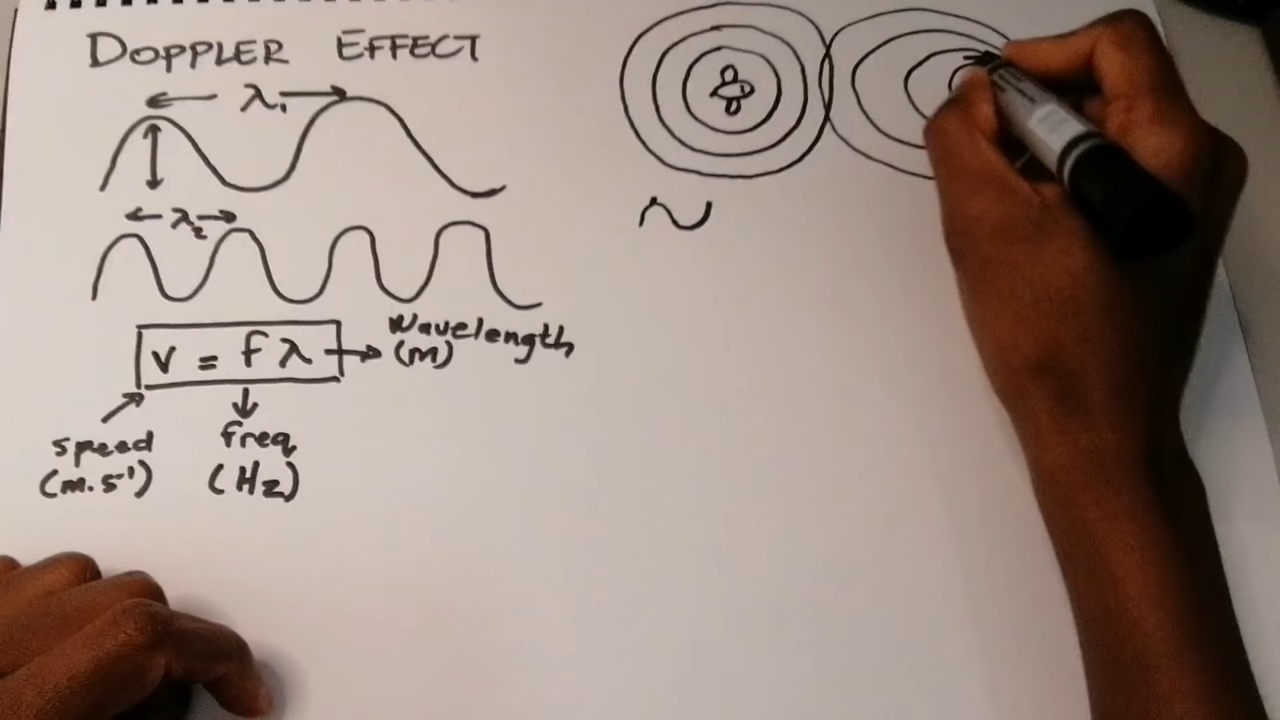 DOPPLER EFFECT
λ₁
λ₂
v = f λ
Wavelength
(m)
speed
(m.s⁻¹)
freq
(Hz)